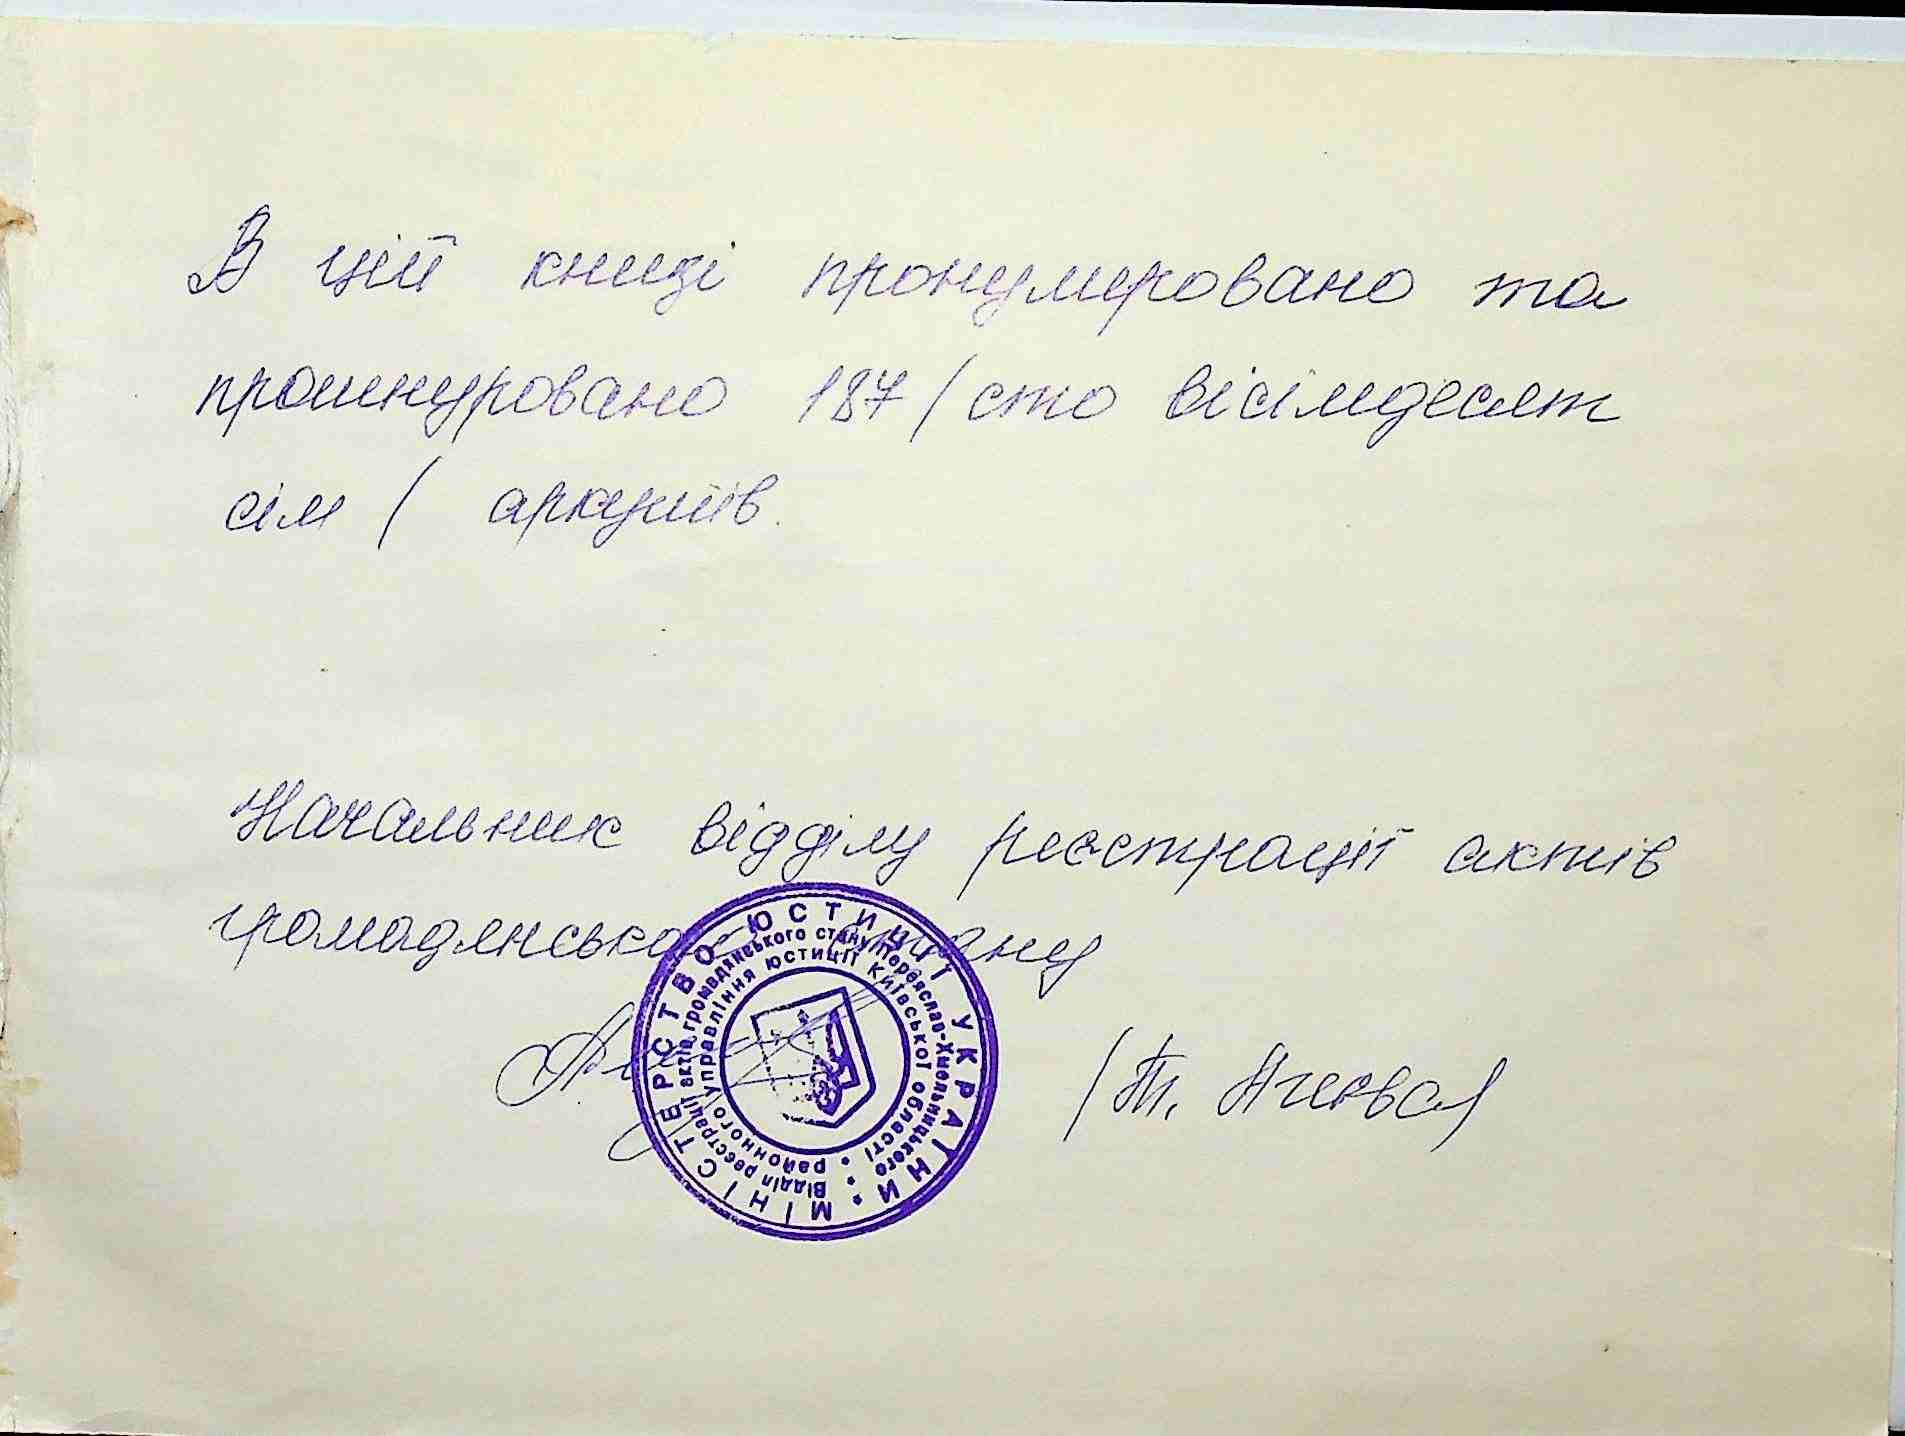 В цій книзі пронумеровано та
прошнуровано 187 / сто вісімдесят
сім / аркушів.
Начальник відділу реєстрації актів
громадянського стану
/ Т.
МІНІСТЕРСТВО ЮСТИЦІЇ УКРАЇНИ
Відділ реєстрації актів громадянського стану Переяслав-Хмельницького
районного управління юстиції Київської області